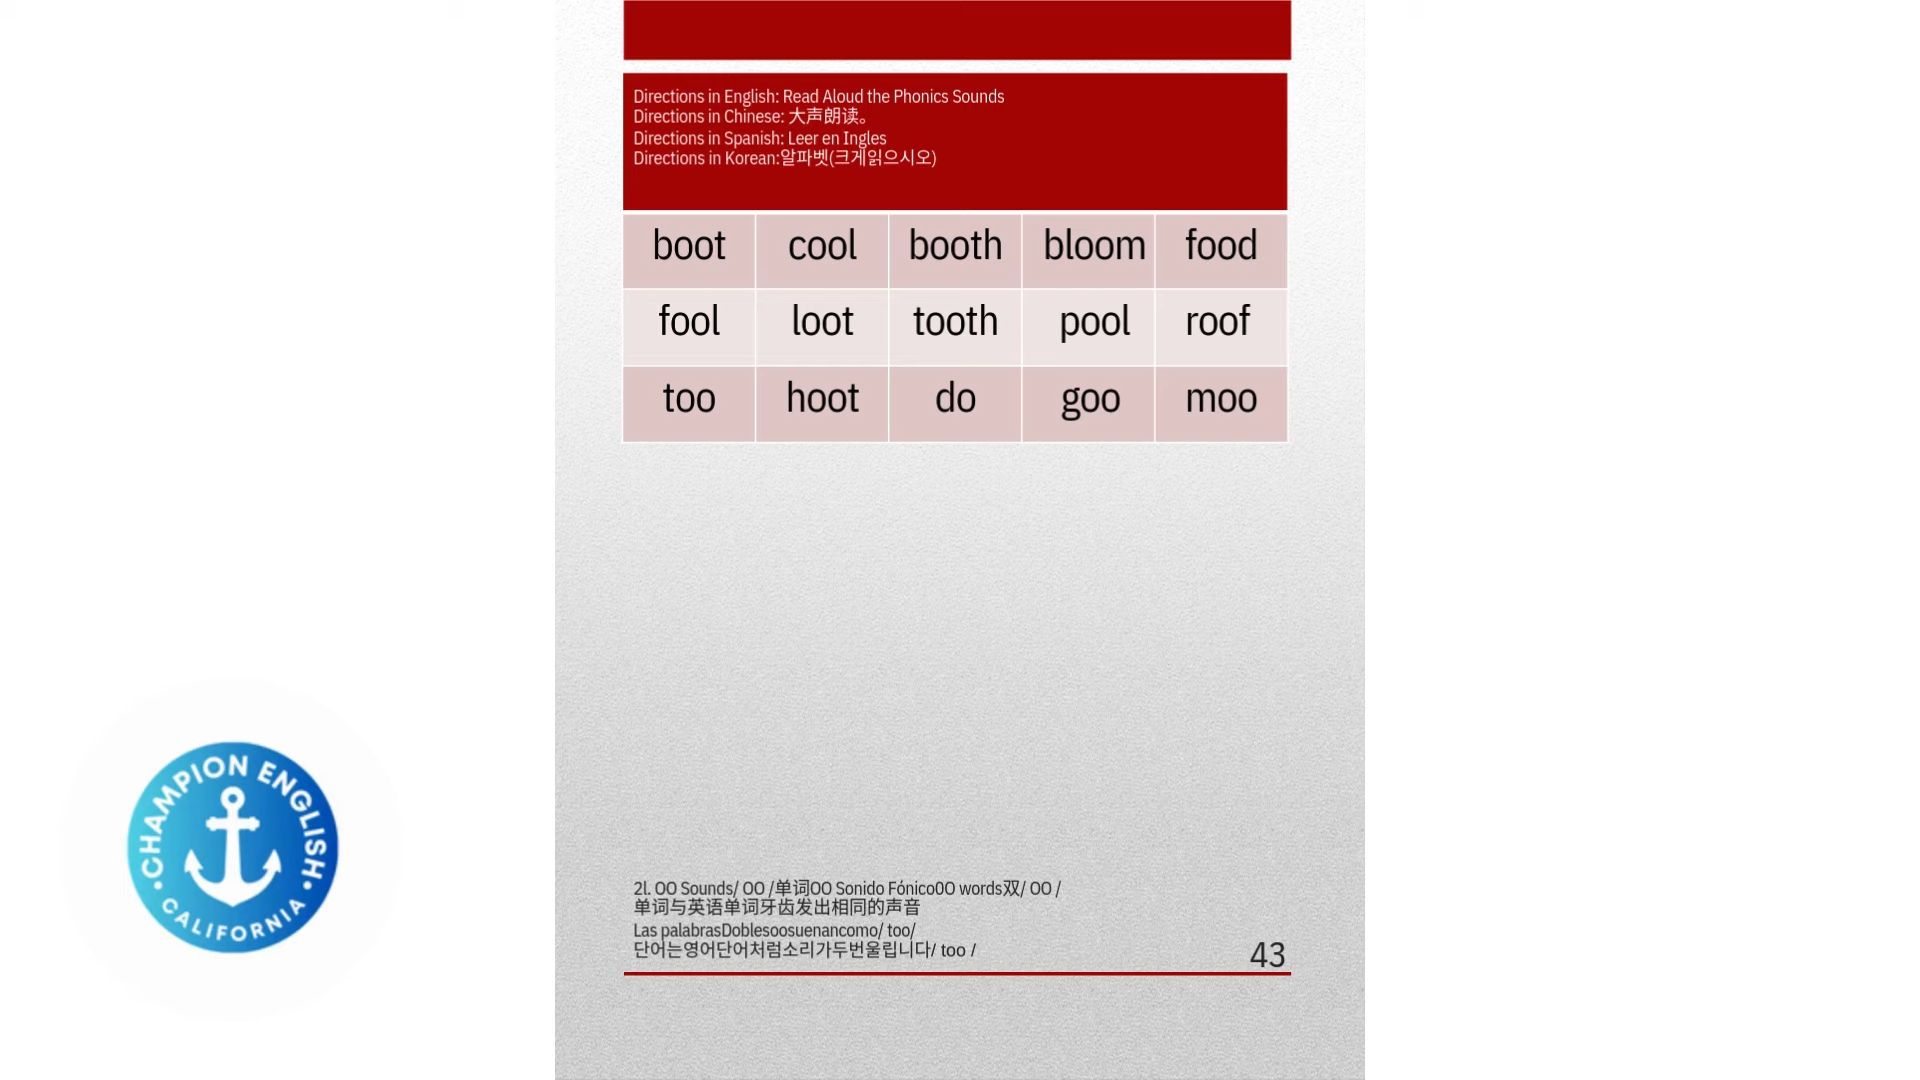 Directions in English: Read Aloud the Phonics Sounds
Directions in Chinese: 大声朗读。
Directions in Spanish: Leer en Ingles
Directions in Korean:알파벳(크게읽으시오)
boot cool booth bloom food
fool loot tooth pool roof
too hoot do goo moo
2l. OO Sounds/ OO /单词OO Sonido Fónico0O words双/ OO /
单词与英语单词牙齿发出相同的声音
Las palabrasDoblesoosuenancomo/ too/
단어는영어단어처럼소리가두번울립니다/ too /
43
CHAMPION ENGLISH
CALIFORNIA